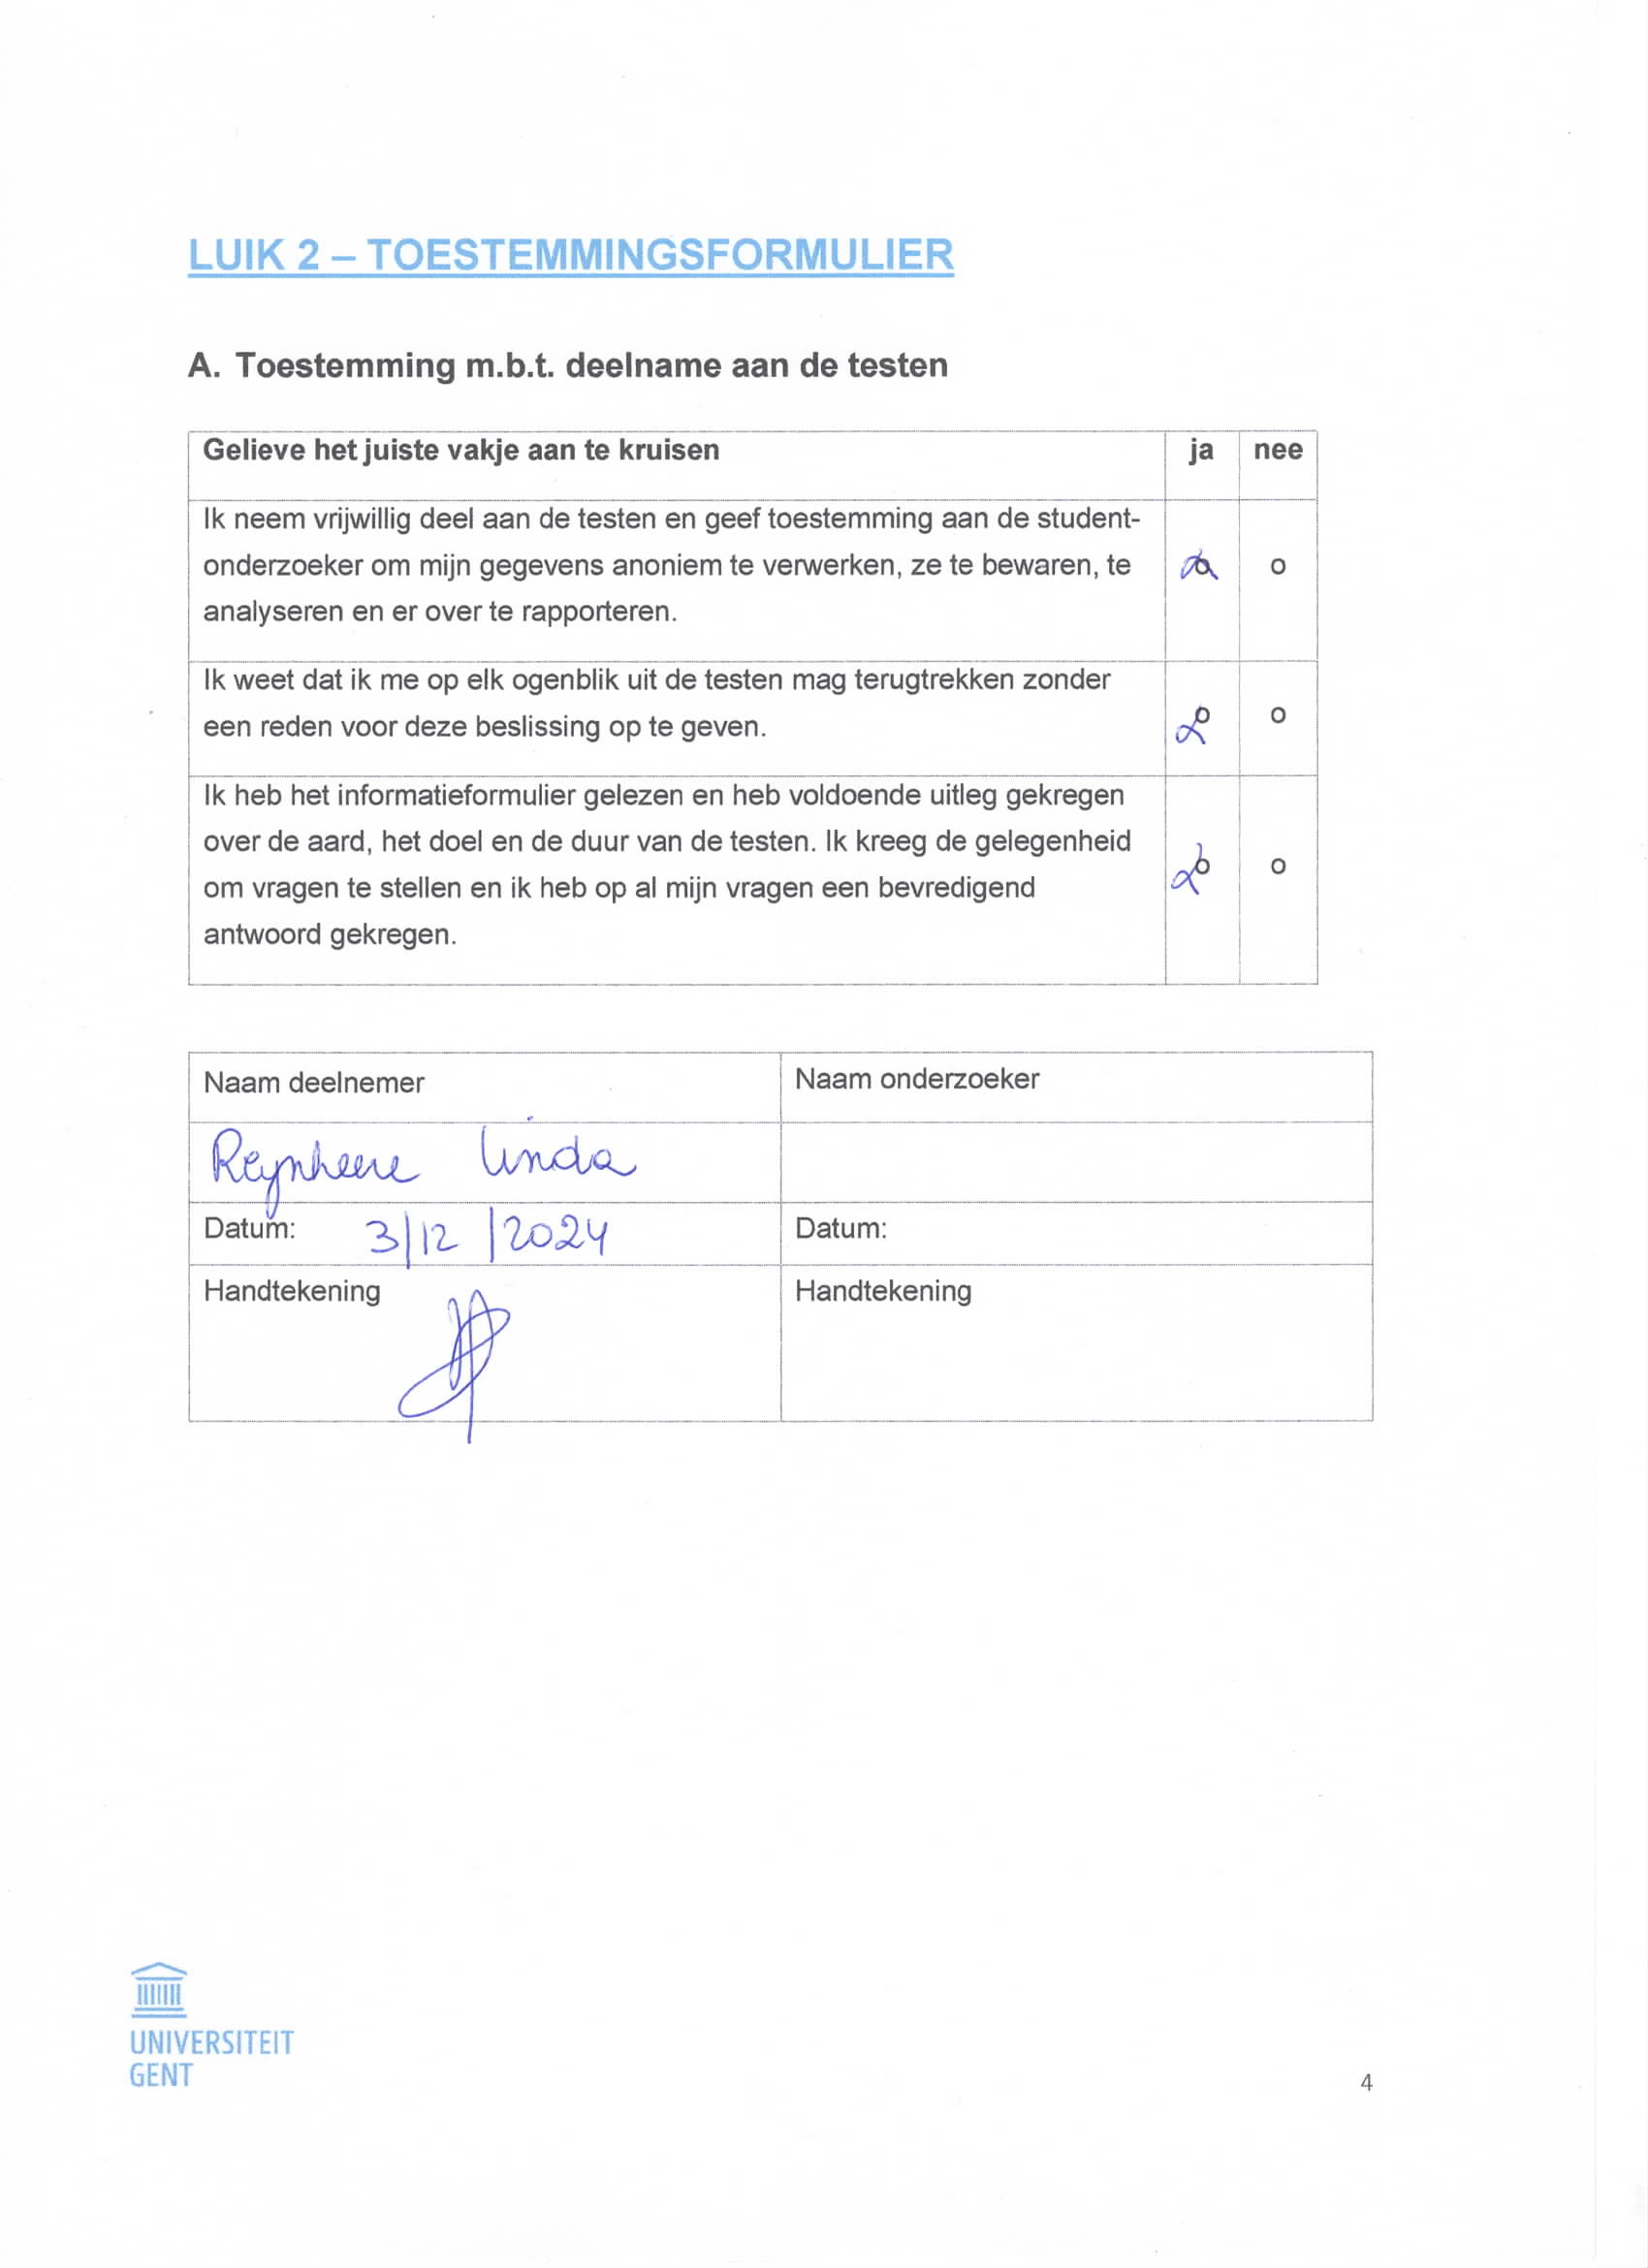 LUIK 2 – TOESTEMMINGSFORMULIER
A. Toestemming m.b.t. deelname aan de testen
Gelieve het juiste vakje aan te kruisen ja nee
Ik neem vrijwillig deel aan de testen en geef toestemming aan de student-
onderzoeker om mijn gegevens anoniem te verwerken, ze te bewaren, te o
analyseren en er over te rapporteren.
Ik weet dat ik me op elk ogenblik uit de testen mag terugtrekken zonder
een reden voor deze beslissing op te geven. o
Ik heb het informatieformulier gelezen en heb voldoende uitleg gekregen
over de aard, het doel en de duur van de testen. Ik kreeg de gelegenheid
om vragen te stellen en ik heb op al mijn vragen een bevredigend o
antwoord gekregen.
Naam deelnemer Naam onderzoeker
Reynheere Linda
Datum: 3/12/2024 Datum:
Handtekening Handtekening
UNIVERSITEIT
GENT
4